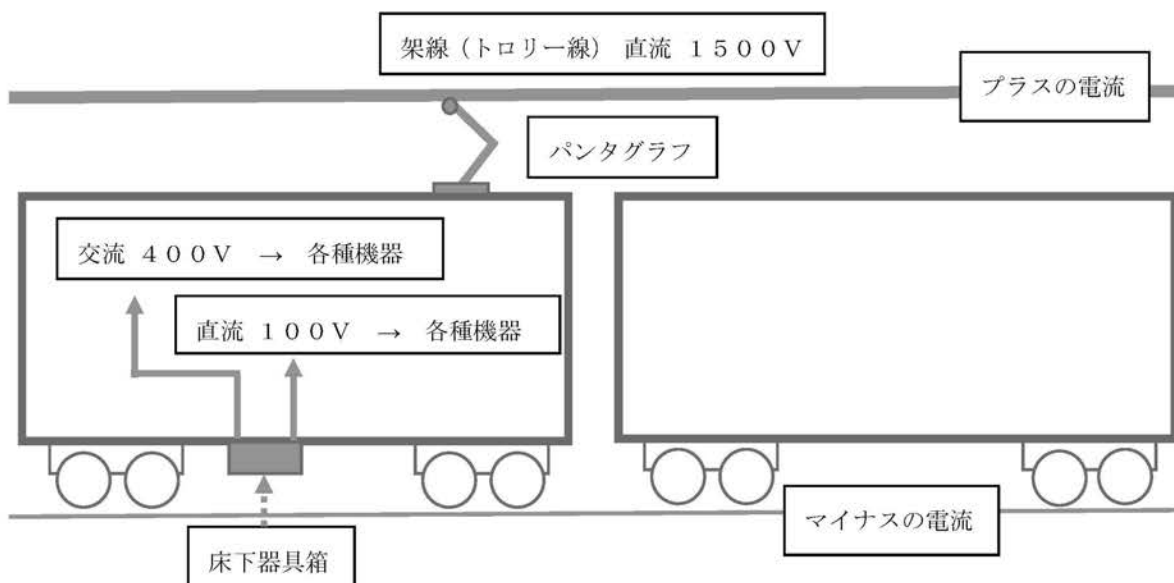 架線（トロリー線） 直流 １５００Ｖ
プラスの電流
パンタグラフ
交流 ４００Ｖ → 各種機器
直流 １００Ｖ → 各種機器
マイナスの電流
床下器具箱